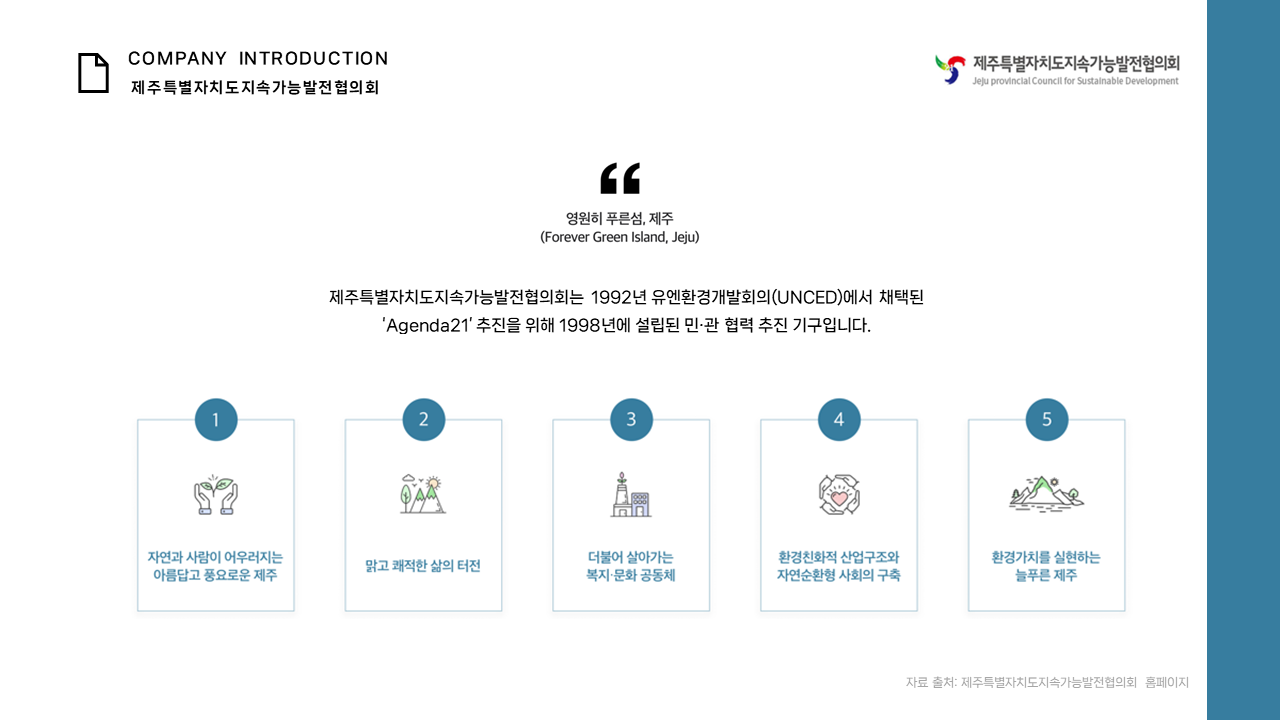 COMPANY INTRODUCTION
제주특별자치도지속가능발전협의회
제주특별자치도지속가능발전협의회
Jeju provincial Council for Sustainable Development
“
영원히 푸른섬, 제주
(Forever Green Island, Jeju)
제주특별자치도지속가능발전협의회는 1992년 유엔환경개발회의(UNCED)에서 채택된
'Agenda21' 추진을 위해 1998년에 설립된 민·관 협력 추진 기구입니다.
1
자연과 사람이 어우러지는
아름답고 풍요로운 제주
2
맑고 쾌적한 삶의 터전
3
더불어 살아가는
복지·문화 공동체
4
환경친화적 산업구조와
자연순환형 사회의 구축
5
환경가치를 실현하는
늘푸른 제주
자료 출처: 제주특별자치도지속가능발전협의회 홈페이지